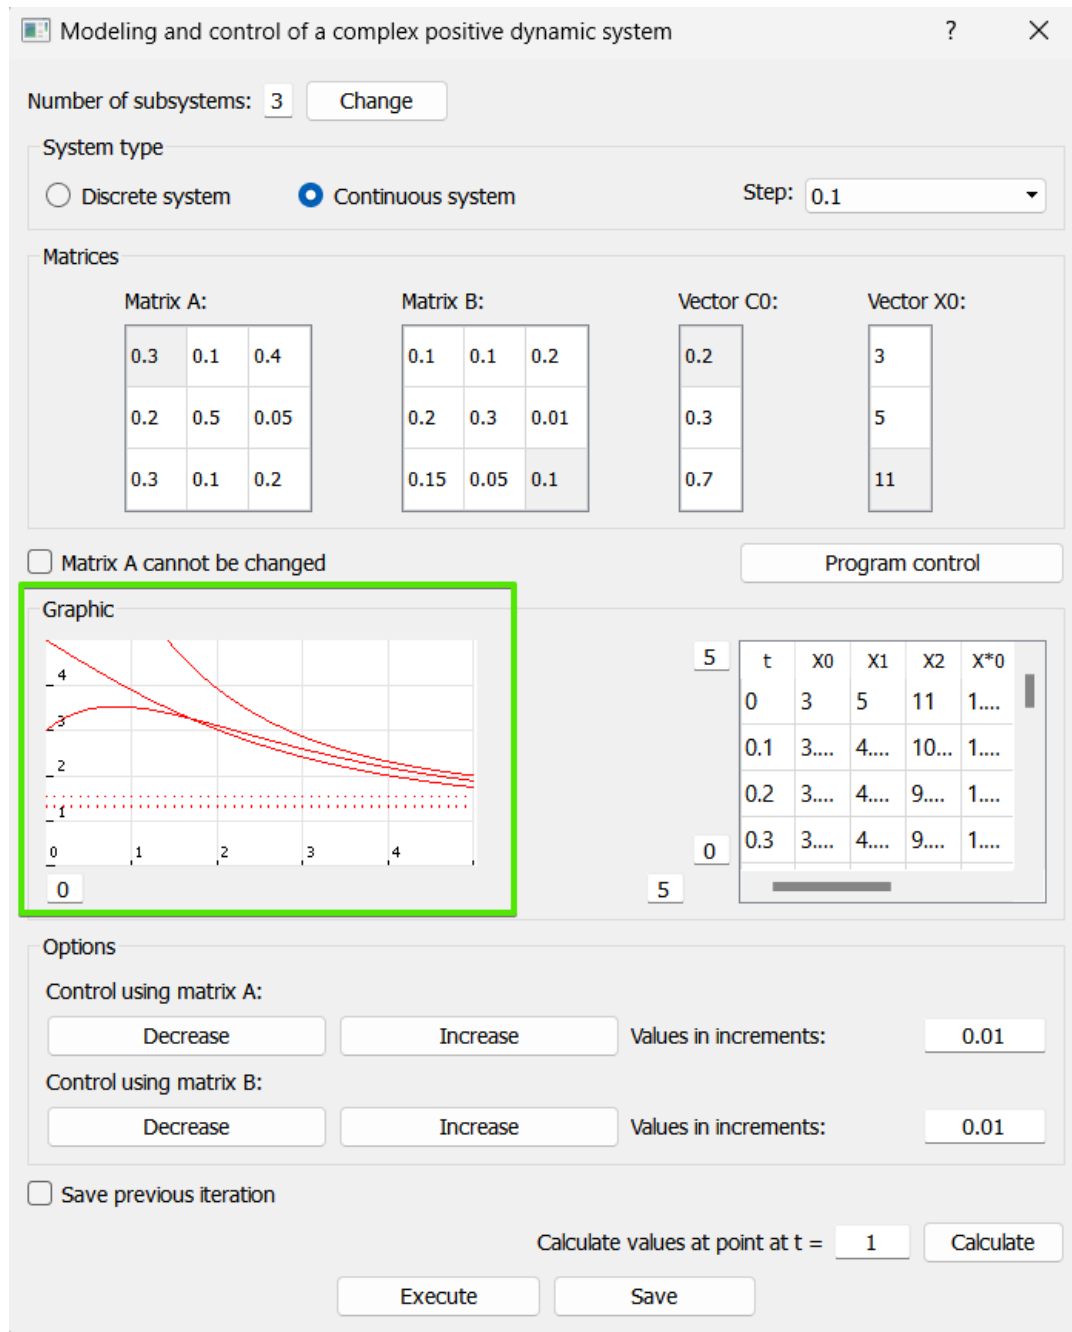 Modeling and control of a complex positive dynamic system ?
Number of subsystems: 3 Change
System type
Discrete system Continuous system Step: 0.1
Matrices
Matrix A: Matrix B: Vector C0: Vector X0:
0.3 0.1 0.4 0.1 0.1 0.2 0.2 3
0.2 0.5 0.05 0.2 0.3 0.01 0.3 5
0.3 0.1 0.2 0.15 0.05 0.1 0.7 11
Matrix A cannot be changed Program control
Graphic
5 t X0 X1 X2 X*0
4
0 3 5 11 1....
3
0.1 3.... 4.... 10... 1....
2
0.2 3.... 4.... 9.... 1....
1
0 1 2 3 4 0 0.3 3.... 4.... 9.... 1....
0 5
Options
Control using matrix A:
Decrease Increase Values in increments: 0.01
Control using matrix B:
Decrease Increase Values in increments: 0.01
Save previous iteration
Calculate values at point at t = 1 Calculate
Execute Save